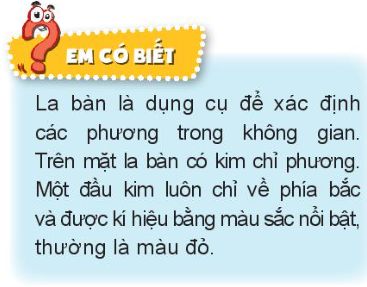 EM CÓ BIẾT
La bàn là dụng cụ để xác định
các phương trong không gian.
Trên mặt la bàn có kim chỉ phương.
Một đầu kim luôn chỉ về phía bắc
và được kí hiệu bằng màu sắc nổi bật,
thường là màu đỏ.